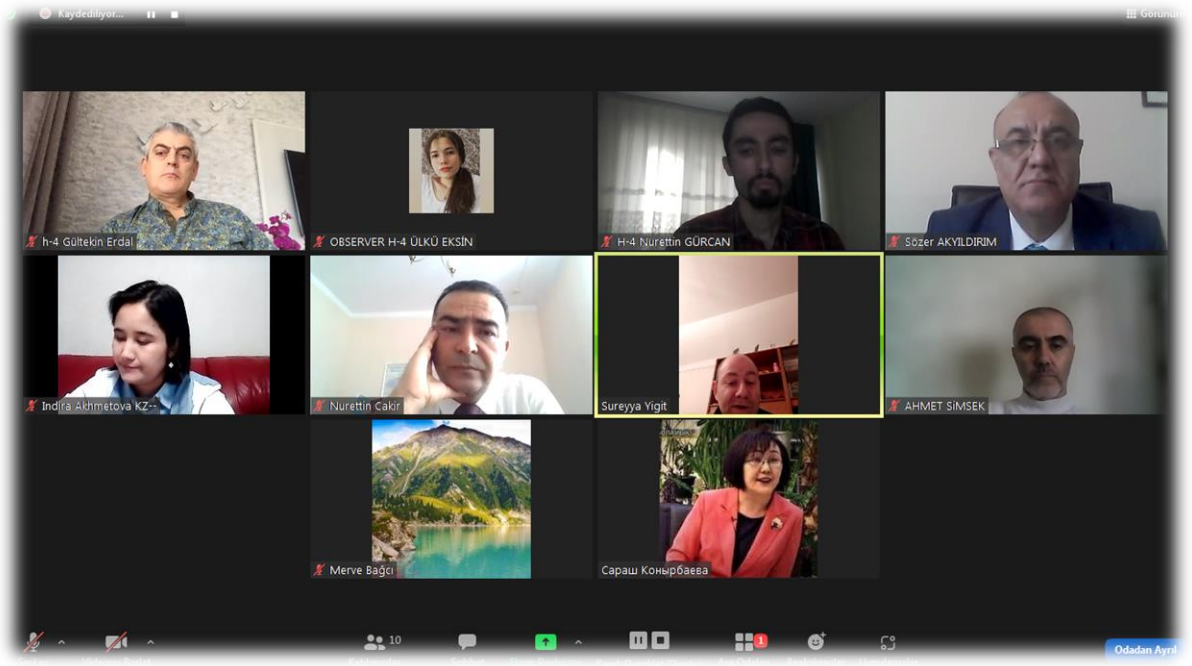 Kaydediliyor...
h-4 Gültekin Erdal
OBSERVER H-4 ÜLKÜ EKSİN
H-4 Nurettin GÜRCAN
Sözer AKYILDIRIM
Indira Akhmetova KZ--
Nurettin Cakir
Sureyya Yigit
AHMET SiMSEK
Merve Bağcı
Сараш Конырбаева
10
1
Odadan Ayrıl